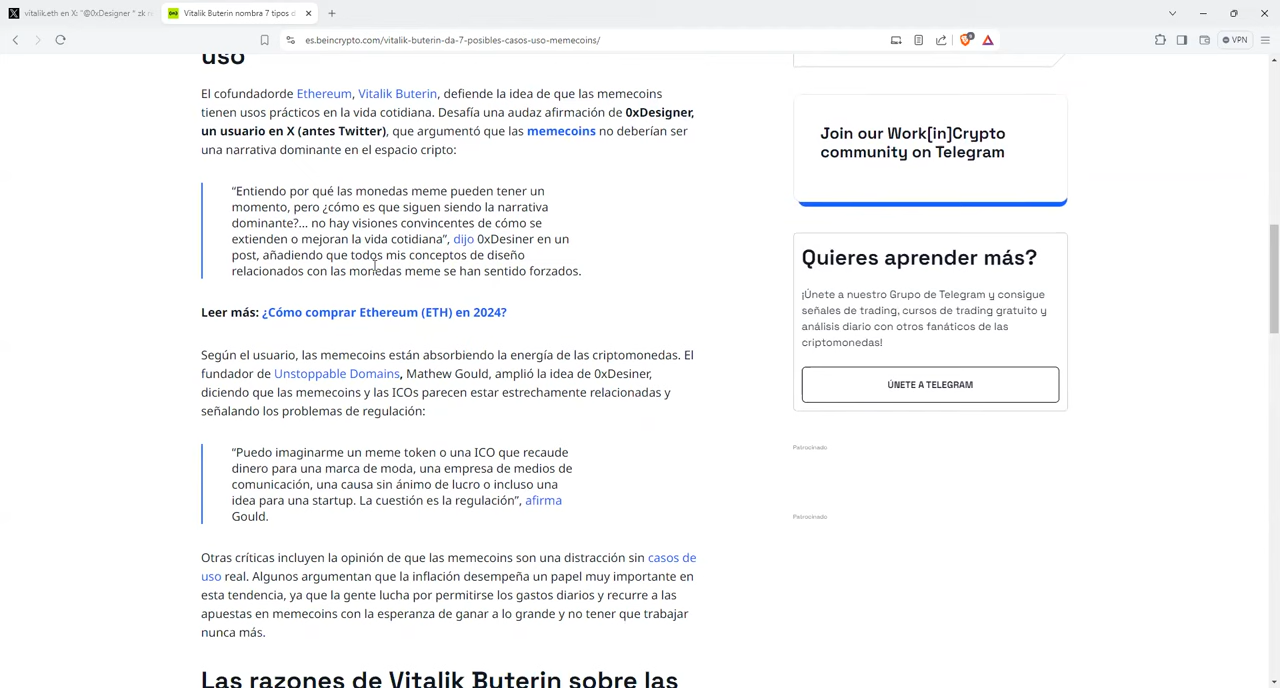 vitalik.eth en X: "@0xDesigner * zk
Vitalik Buterin nombra 7 tipos d
es.beincrypto.com/vitalik-buterin-da-7-posibles-casos-uso-memecoins/
VPN
uso
El cofundadorde Ethereum, Vitalik Buterin, defiende la idea de que las memecoins
tienen usos prácticos en la vida cotidiana. Desafía una audaz afirmación de 0xDesigner,
un usuario en X (antes Twitter), que argumentó que las memecoins no deberían ser
una narrativa dominante en el espacio cripto:
“Entiendo por qué las monedas meme pueden tener un
momento, pero ¿cómo es que siguen siendo la narrativa
dominante?... no hay visiones convincentes de cómo se
extienden o mejoran la vida cotidiana”, dijo 0xDesiner en un
post, añadiendo que todos mis conceptos de diseño
relacionados con las monedas meme se han sentido forzados.
Leer más: ¿Cómo comprar Ethereum (ETH) en 2024?
Según el usuario, las memecoins están absorbiendo la energía de las criptomonedas. El
fundador de Unstoppable Domains, Mathew Gould, amplió la idea de 0xDesiner,
diciendo que las memecoins y las ICOs parecen estar estrechamente relacionadas y
señalando los problemas de regulación:
“Puedo imaginarme un meme token o una ICO que recaude
dinero para una marca de moda, una empresa de medios de
comunicación, una causa sin ánimo de lucro o incluso una
idea para una startup. La cuestión es la regulación”, afirma
Gould.
Otras críticas incluyen la opinión de que las memecoins son una distracción sin casos de
uso real. Algunos argumentan que la inflación desempeña un papel muy importante en
esta tendencia, ya que la gente lucha por permitirse los gastos diarios y recurre a las
apuestas en memecoins con la esperanza de ganar a lo grande y no tener que trabajar
nunca más.
Las razones de Vitalik Buterin sobre las
Join our Work[in]Crypto
community on Telegram
Quieres aprender más?
¡Únete a nuestro Grupo de Telegram y consigue
señales de trading, cursos de trading gratuito y
análisis diario con otros fanáticos de las
criptomonedas!
ÚNETE A TELEGRAM
Patrocinado
Patrocinado